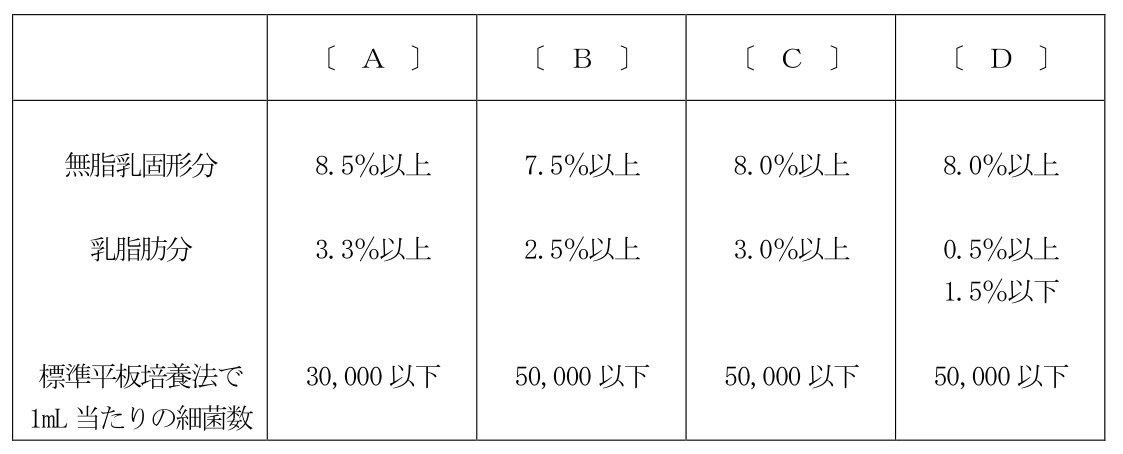 〔　A　〕 〔　B　〕 〔　C　〕 〔　D　〕
無脂乳固形分 8.5%以上 7.5%以上 8.0%以上 8.0%以上
乳脂肪分 3.3%以上 2.5%以上 3.0%以上 0.5%以上
1.5%以下
標準平板培養法で 30,000 以下 50,000 以下 50,000 以下 50,000 以下
1mL 当たりの細菌数